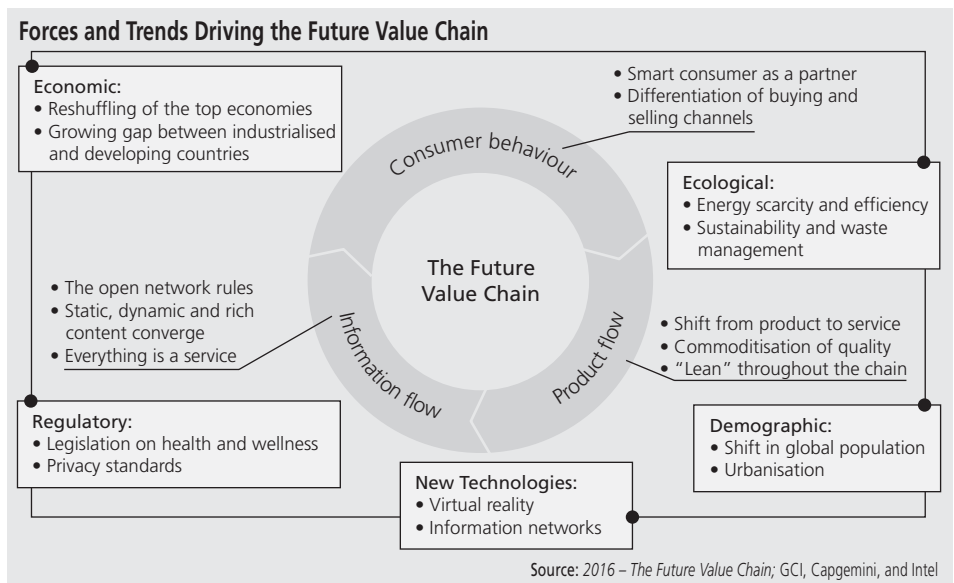 Forces and Trends Driving the Future Value Chain
Economic:
• Reshuffling of the top economies
• Growing gap between industrialised
and developing countries
• Smart consumer as a partner
• Differentiation of buying and
selling channels
Consumer behaviour
Ecological:
• Energy scarcity and efficiency
• Sustainability and waste
management
The Future
Value Chain
• The open network rules
• Static, dynamic and rich
content converge
• Everything is a service
Information flow
Product flow
• Shift from product to service
• Commoditisation of quality
• “Lean” throughout the chain
Regulatory:
• Legislation on health and wellness
• Privacy standards
Demographic:
• Shift in global population
• Urbanisation
New Technologies:
• Virtual reality
• Information networks
Source: 2016 – The Future Value Chain; GCI, Capgemini, and Intel